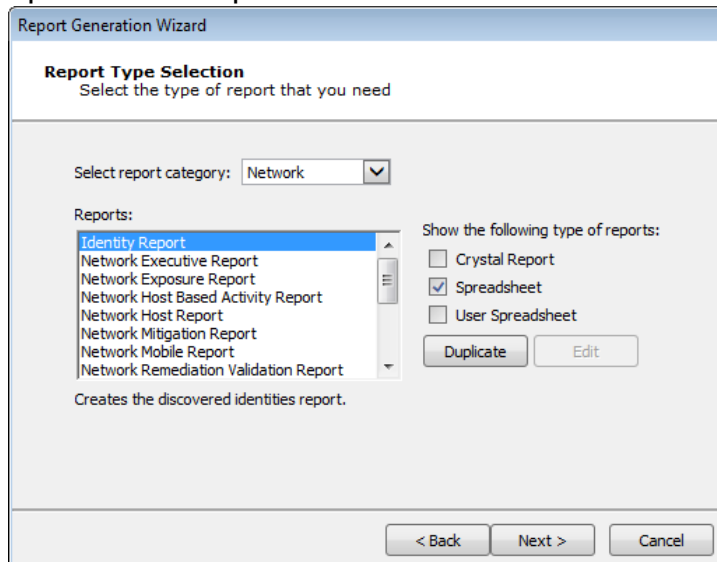 Report Generation Wizard
Report Type Selection
Select the type of report that you need
Select report category: Network
Reports:
Identity Report
Network Executive Report
Network Exposure Report
Network Host Based Activity Report
Network Host Report
Network Mitigation Report
Network Mobile Report
Network Remediation Validation Report
Show the following type of reports:
Crystal Report
Spreadsheet
User Spreadsheet
Duplicate Edit
Creates the discovered identities report.
< Back Next > Cancel